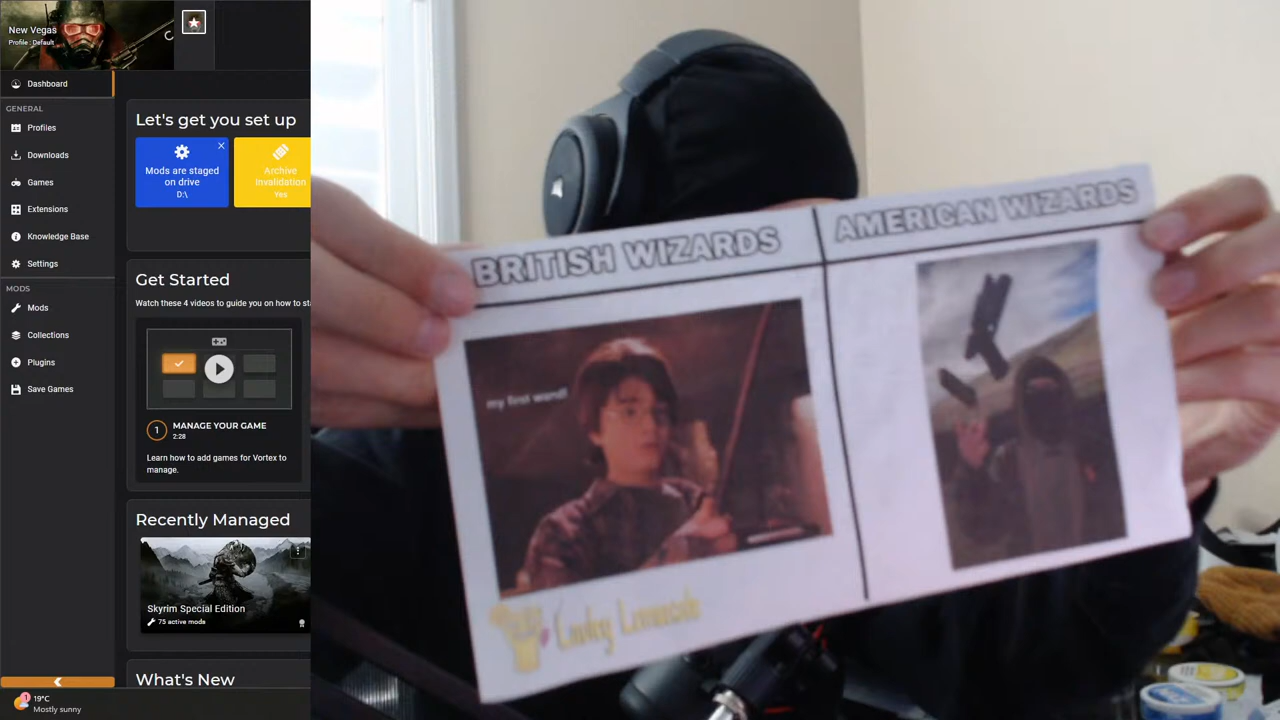 New Vegas
Profile : Default
Dashboard
GENERAL
Profiles
Downloads
Games
Extensions
Knowledge Base
Settings
MODS
Mods
Collections
Plugins
Save Games
Let's get you set up
Mods are staged
on drive
D:\
Archive
Invalidation
Yes
Get Started
Watch these 4 videos to guide you on how to
1
MANAGE YOUR GAME
2:28
Learn how to add games for Vortex to
manage.
Recently Managed
Skyrim Special Edition
75 active mods
What's New
1
19°C
Mostly sunny
BRITISH WIZARDS
AMERICAN WIZARDS
my first wand!
Lemonade